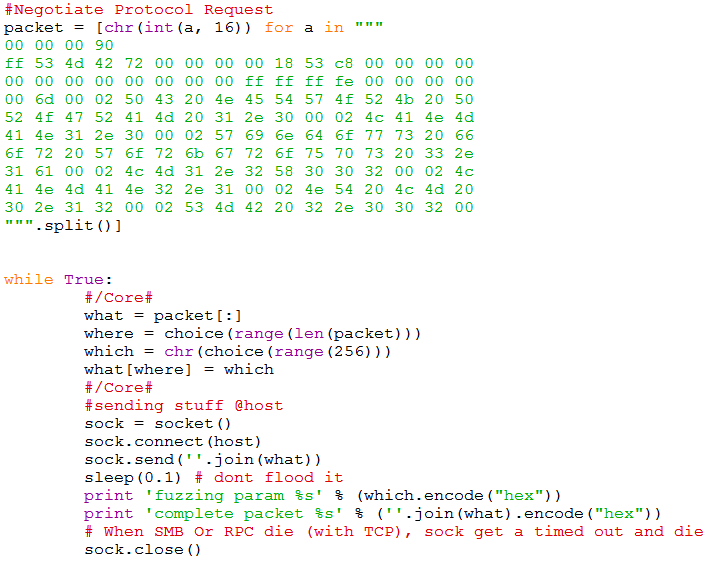 #Negotiate Protocol Request
packet = [chr(int(a, 16)) for a in """
00 00 00 90
ff 53 4d 42 72 00 00 00 00 18 53 c8 00 00 00 00
00 00 00 00 00 00 00 00 ff ff ff fe 00 00 00 00
00 6d 00 02 50 43 20 4e 45 54 57 4f 52 4b 20 50
52 4f 47 52 41 4d 20 31 2e 30 00 02 4c 41 4e 4d
41 4e 31 2e 30 00 02 57 69 6e 64 6f 77 73 20 66
6f 72 20 57 6f 72 6b 67 72 6f 75 70 73 20 33 2e
31 61 00 02 4c 4d 31 2e 32 58 30 30 32 00 02 4c
41 4e 4d 41 4e 32 2e 31 00 02 4e 54 20 4c 4d 20
30 2e 31 32 00 02 53 4d 42 20 32 2e 30 30 32 00
""".split()]
while True:
#/Core#
what = packet[:]
where = choice(range(len(packet)))
which = chr(choice(range(256)))
what[where] = which
#/Core#
#sending stuff @host
sock = socket()
sock.connect(host)
sock.send(''.join(what))
sleep(0.1) # dont flood it
print 'fuzzing param %s' % (which.encode("hex"))
print 'complete packet %s' % (''.join(what).encode("hex"))
# When SMB Or RPC die (with TCP), sock get a timed out and die
sock.close()